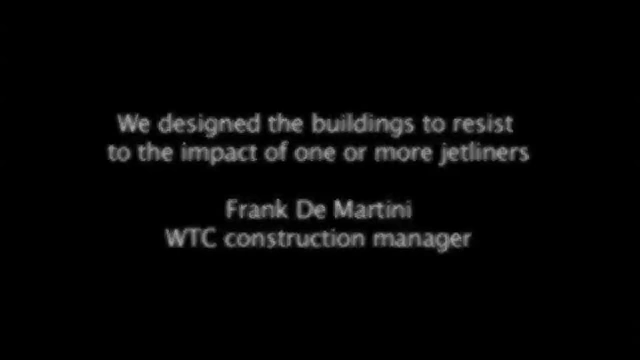 We designed the buildings to resist
to the impact of one or more jetliners
Frank De Martini
WTC construction manager